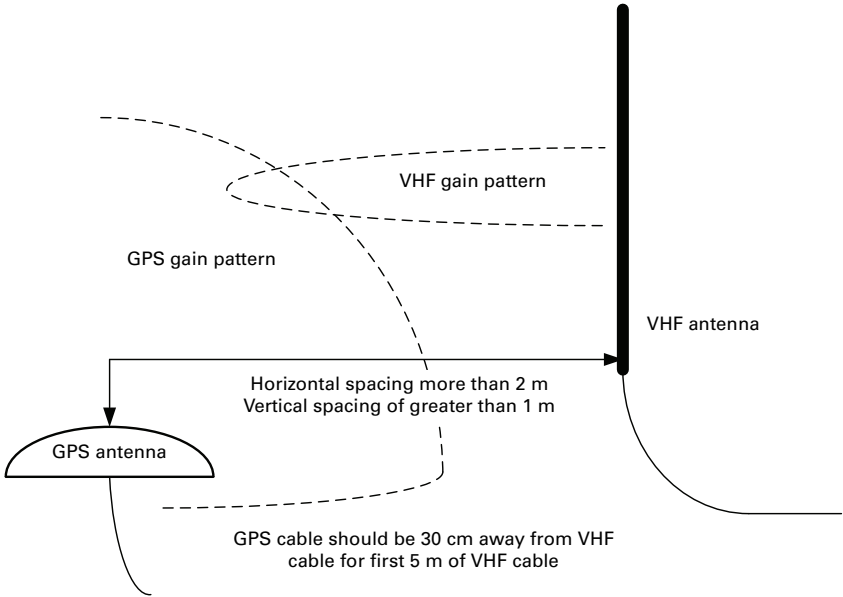 VHF gain pattern
GPS gain pattern
VHF antenna
Horizontal spacing more than 2 m
Vertical spacing of greater than 1 m
GPS antenna
GPS cable should be 30 cm away from VHF
cable for first 5 m of VHF cable